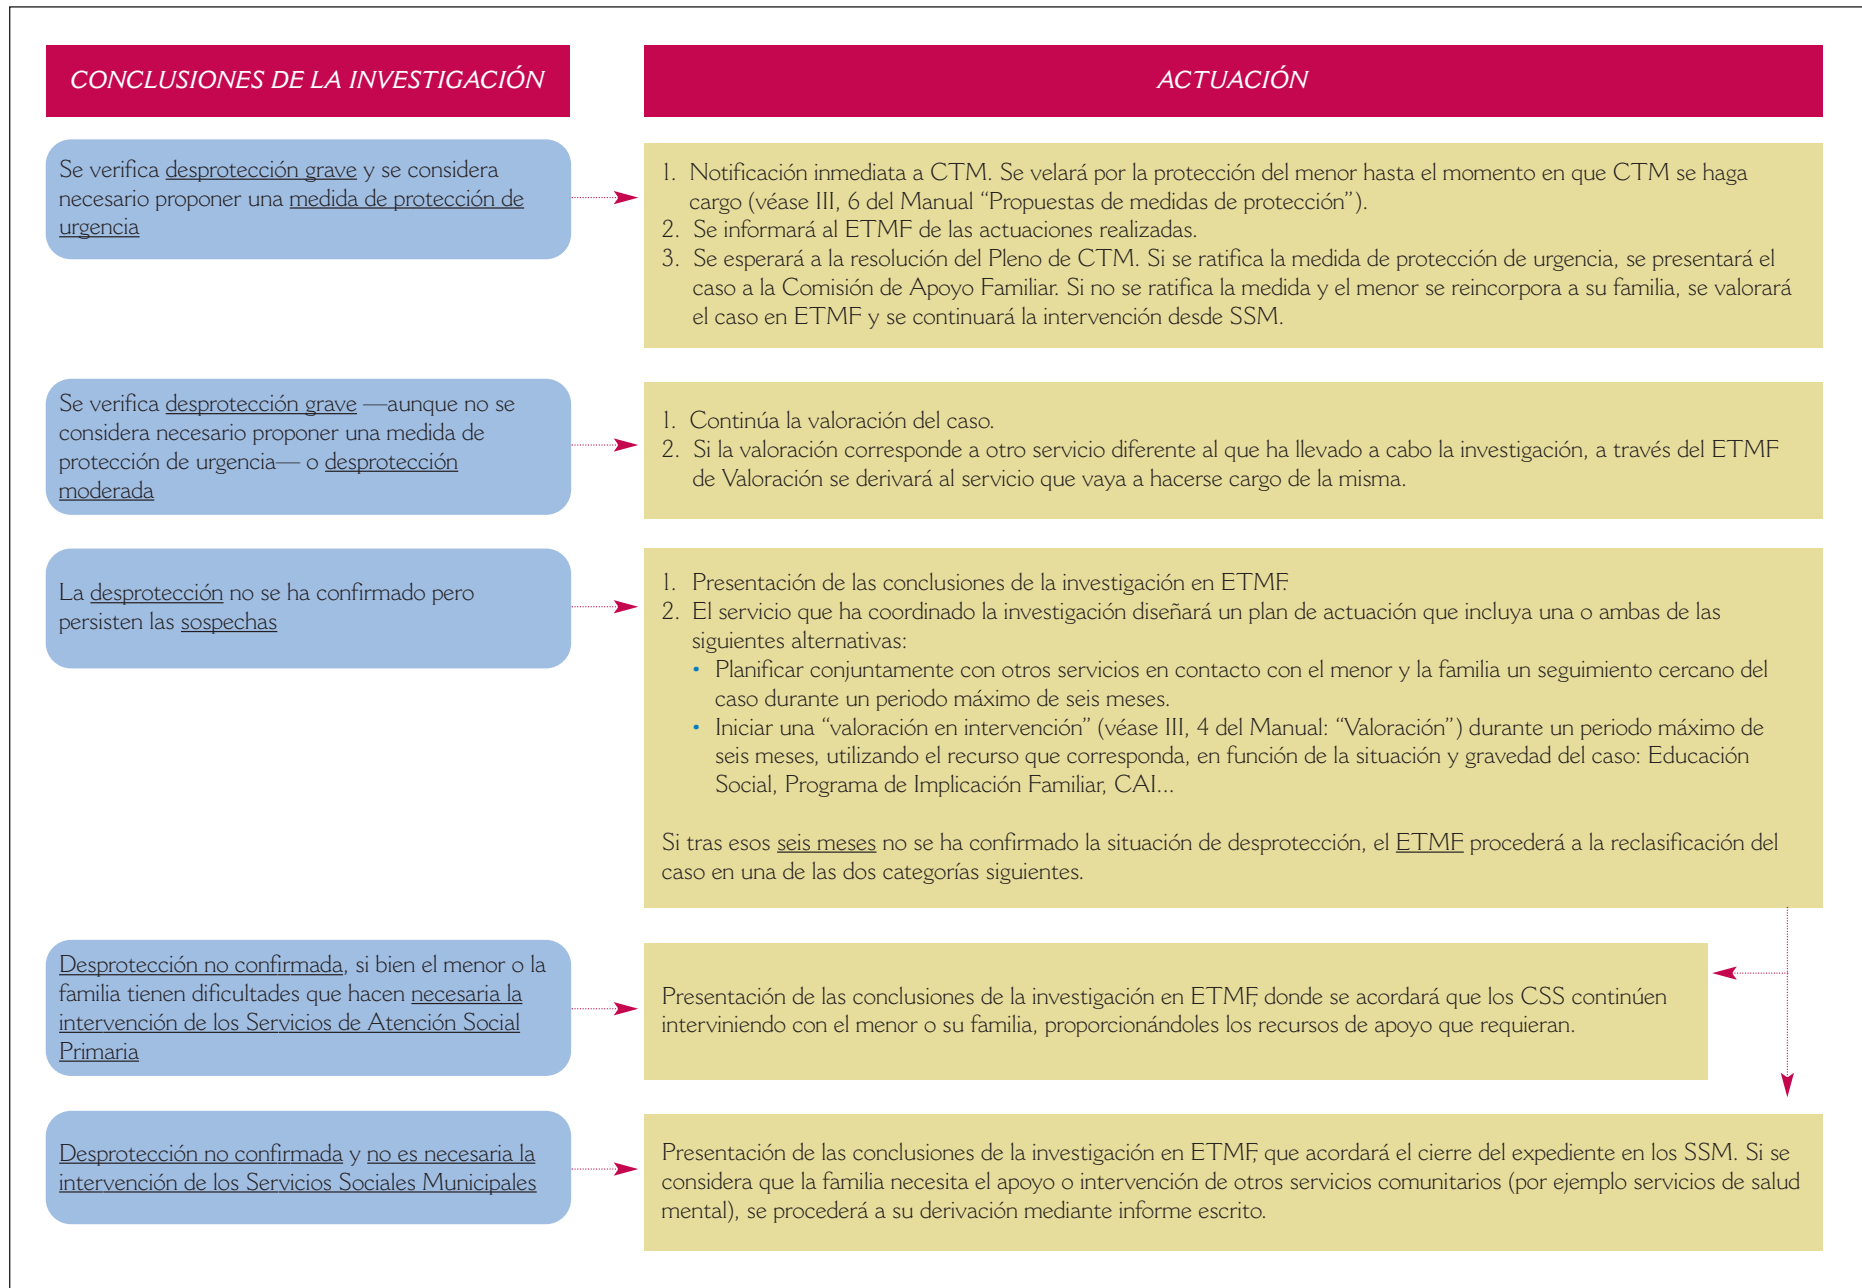 CONCLUSIONES DE LA INVESTIGACIÓN
ACTUACIÓN
Se verifica desprotección grave y se considera
necesario proponer una medida de protección de
urgencia
1. Notificación inmediata a CTM. Se velará por la protección del menor hasta el momento en que CTM se haga
cargo (véase III, 6 del Manual “Propuestas de medidas de protección”).
2. Se informará al ETMF de las actuaciones realizadas.
3. Se esperará a la resolución del Pleno de CTM. Si se ratifica la medida de protección de urgencia, se presentará el
caso a la Comisión de Apoyo Familiar. Si no se ratifica la medida y el menor se reincorpora a su familia, se valorará
el caso en ETMF y se continuará la intervención desde SSM.
Se verifica desprotección grave —aunque no se
considera necesario proponer una medida de
protección de urgencia— o desprotección
moderada
1. Continúa la valoración del caso.
2. Si la valoración corresponde a otro servicio diferente al que ha llevado a cabo la investigación, a través del ETMF
de Valoración se derivará al servicio que vaya a hacerse cargo de la misma.
La desprotección no se ha confirmado pero
persisten las sospechas
1. Presentación de las conclusiones de la investigación en ETMF.
2. El servicio que ha coordinado la investigación diseñará un plan de actuación que incluya una o ambas de las
siguientes alternativas:
• Planificar conjuntamente con otros servicios en contacto con el menor y la familia un seguimiento cercano del
caso durante un periodo máximo de seis meses.
• Iniciar una “valoración en intervención” (véase III, 4 del Manual: “Valoración”) durante un periodo máximo de
seis meses, utilizando el recurso que corresponda, en función de la situación y gravedad del caso: Educación
Social, Programa de Implicación Familiar, CAI...
Si tras esos seis meses no se ha confirmado la situación de desprotección, el ETMF procederá a la reclasificación del
caso en una de las dos categorías siguientes.
Desprotección no confirmada, si bien el menor o la
familia tienen dificultades que hacen necesaria la
intervención de los Servicios de Atención Social
Primaria
Presentación de las conclusiones de la investigación en ETMF, donde se acordará que los CSS continúen
interviniendo con el menor o su familia, proporcionándoles los recursos de apoyo que requieran.
Desprotección no confirmada y no es necesaria la
intervención de los Servicios Sociales Municipales
Presentación de las conclusiones de la investigación en ETMF, que acordará el cierre del expediente en los SSM. Si se
considera que la familia necesita el apoyo o intervención de otros servicios comunitarios (por ejemplo servicios de salud
mental), se procederá a su derivación mediante informe escrito.